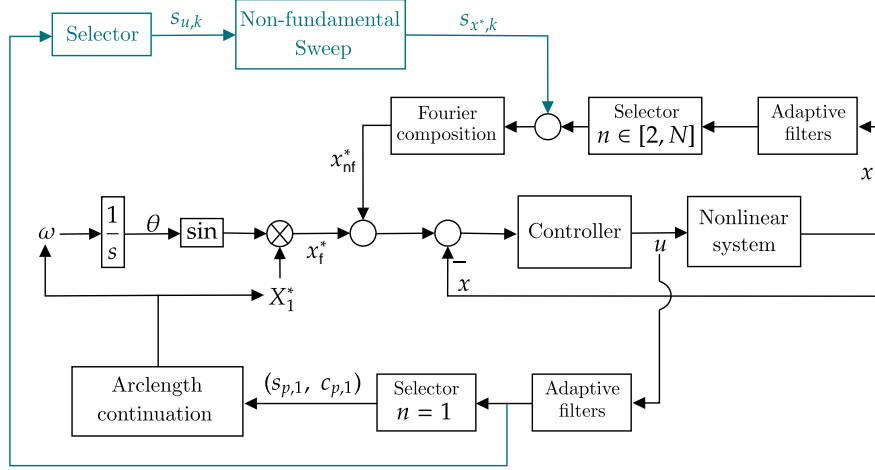 Selector
s_{u,k}
Non-fundamental
Sweep
s_{x*,k}
Fourier
composition
Selector
n ∈ [2, N]
Adaptive
filters
x*_{nf}
x
ω
1
s
θ
sin
x*_f
Controller
u
Nonlinear
system
−
x
X*_1
Arclength
continuation
(s_{p,1}, c_{p,1})
Selector
n = 1
Adaptive
filters